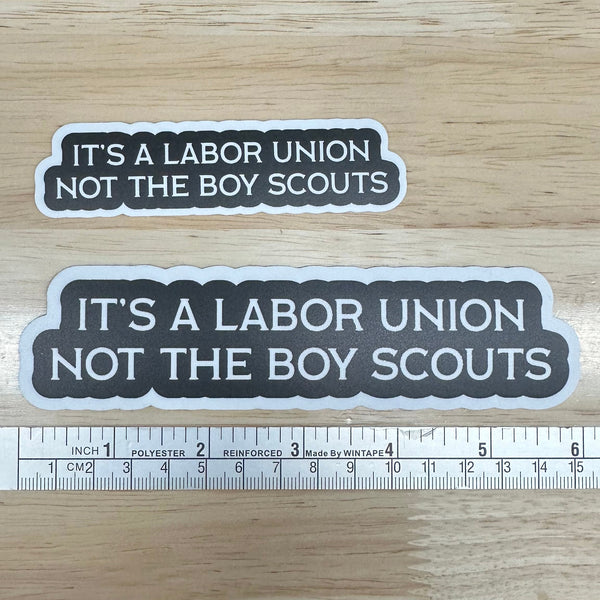 IT'S A LABOR UNION
NOT THE BOY SCOUTS
IT'S A LABOR UNION
NOT THE BOY SCOUTS
INCH 1 POLYESTER 2 REINFORCED 3 Made By WINTAPE 4 5 6
1 CM2 3 4 5 6 7 8 9 10 11 12 13 14 15